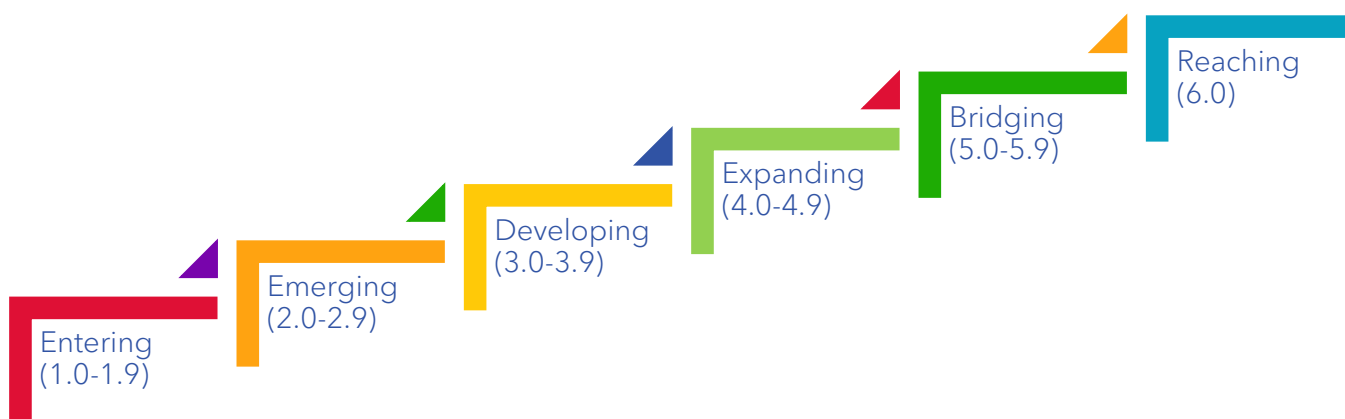 Entering
(1.0-1.9)
Emerging
(2.0-2.9)
Developing
(3.0-3.9)
Expanding
(4.0-4.9)
Bridging
(5.0-5.9)
Reaching
(6.0)